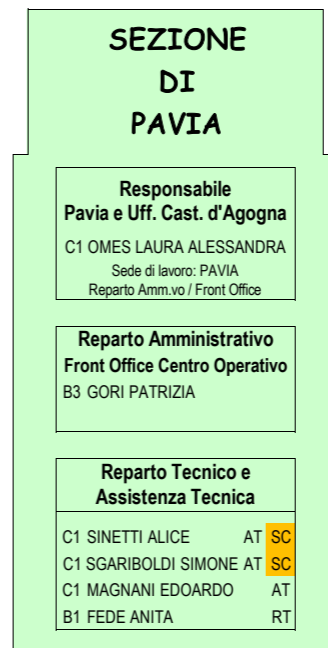 SEZIONE
DI
PAVIA
Responsabile
Pavia e Uff. Cast. d'Agogna
C1 OMES LAURA ALESSANDRA
Sede di lavoro: PAVIA
Reparto Amm.vo / Front Office
Reparto Amministrativo
Front Office Centro Operativo
B3 GORI PATRIZIA
Reparto Tecnico e
Assistenza Tecnica
C1 SINETTI ALICE AT SC
C1 SGARIBOLDI SIMONE AT SC
C1 MAGNANI EDOARDO AT
B1 FEDE ANITA RT